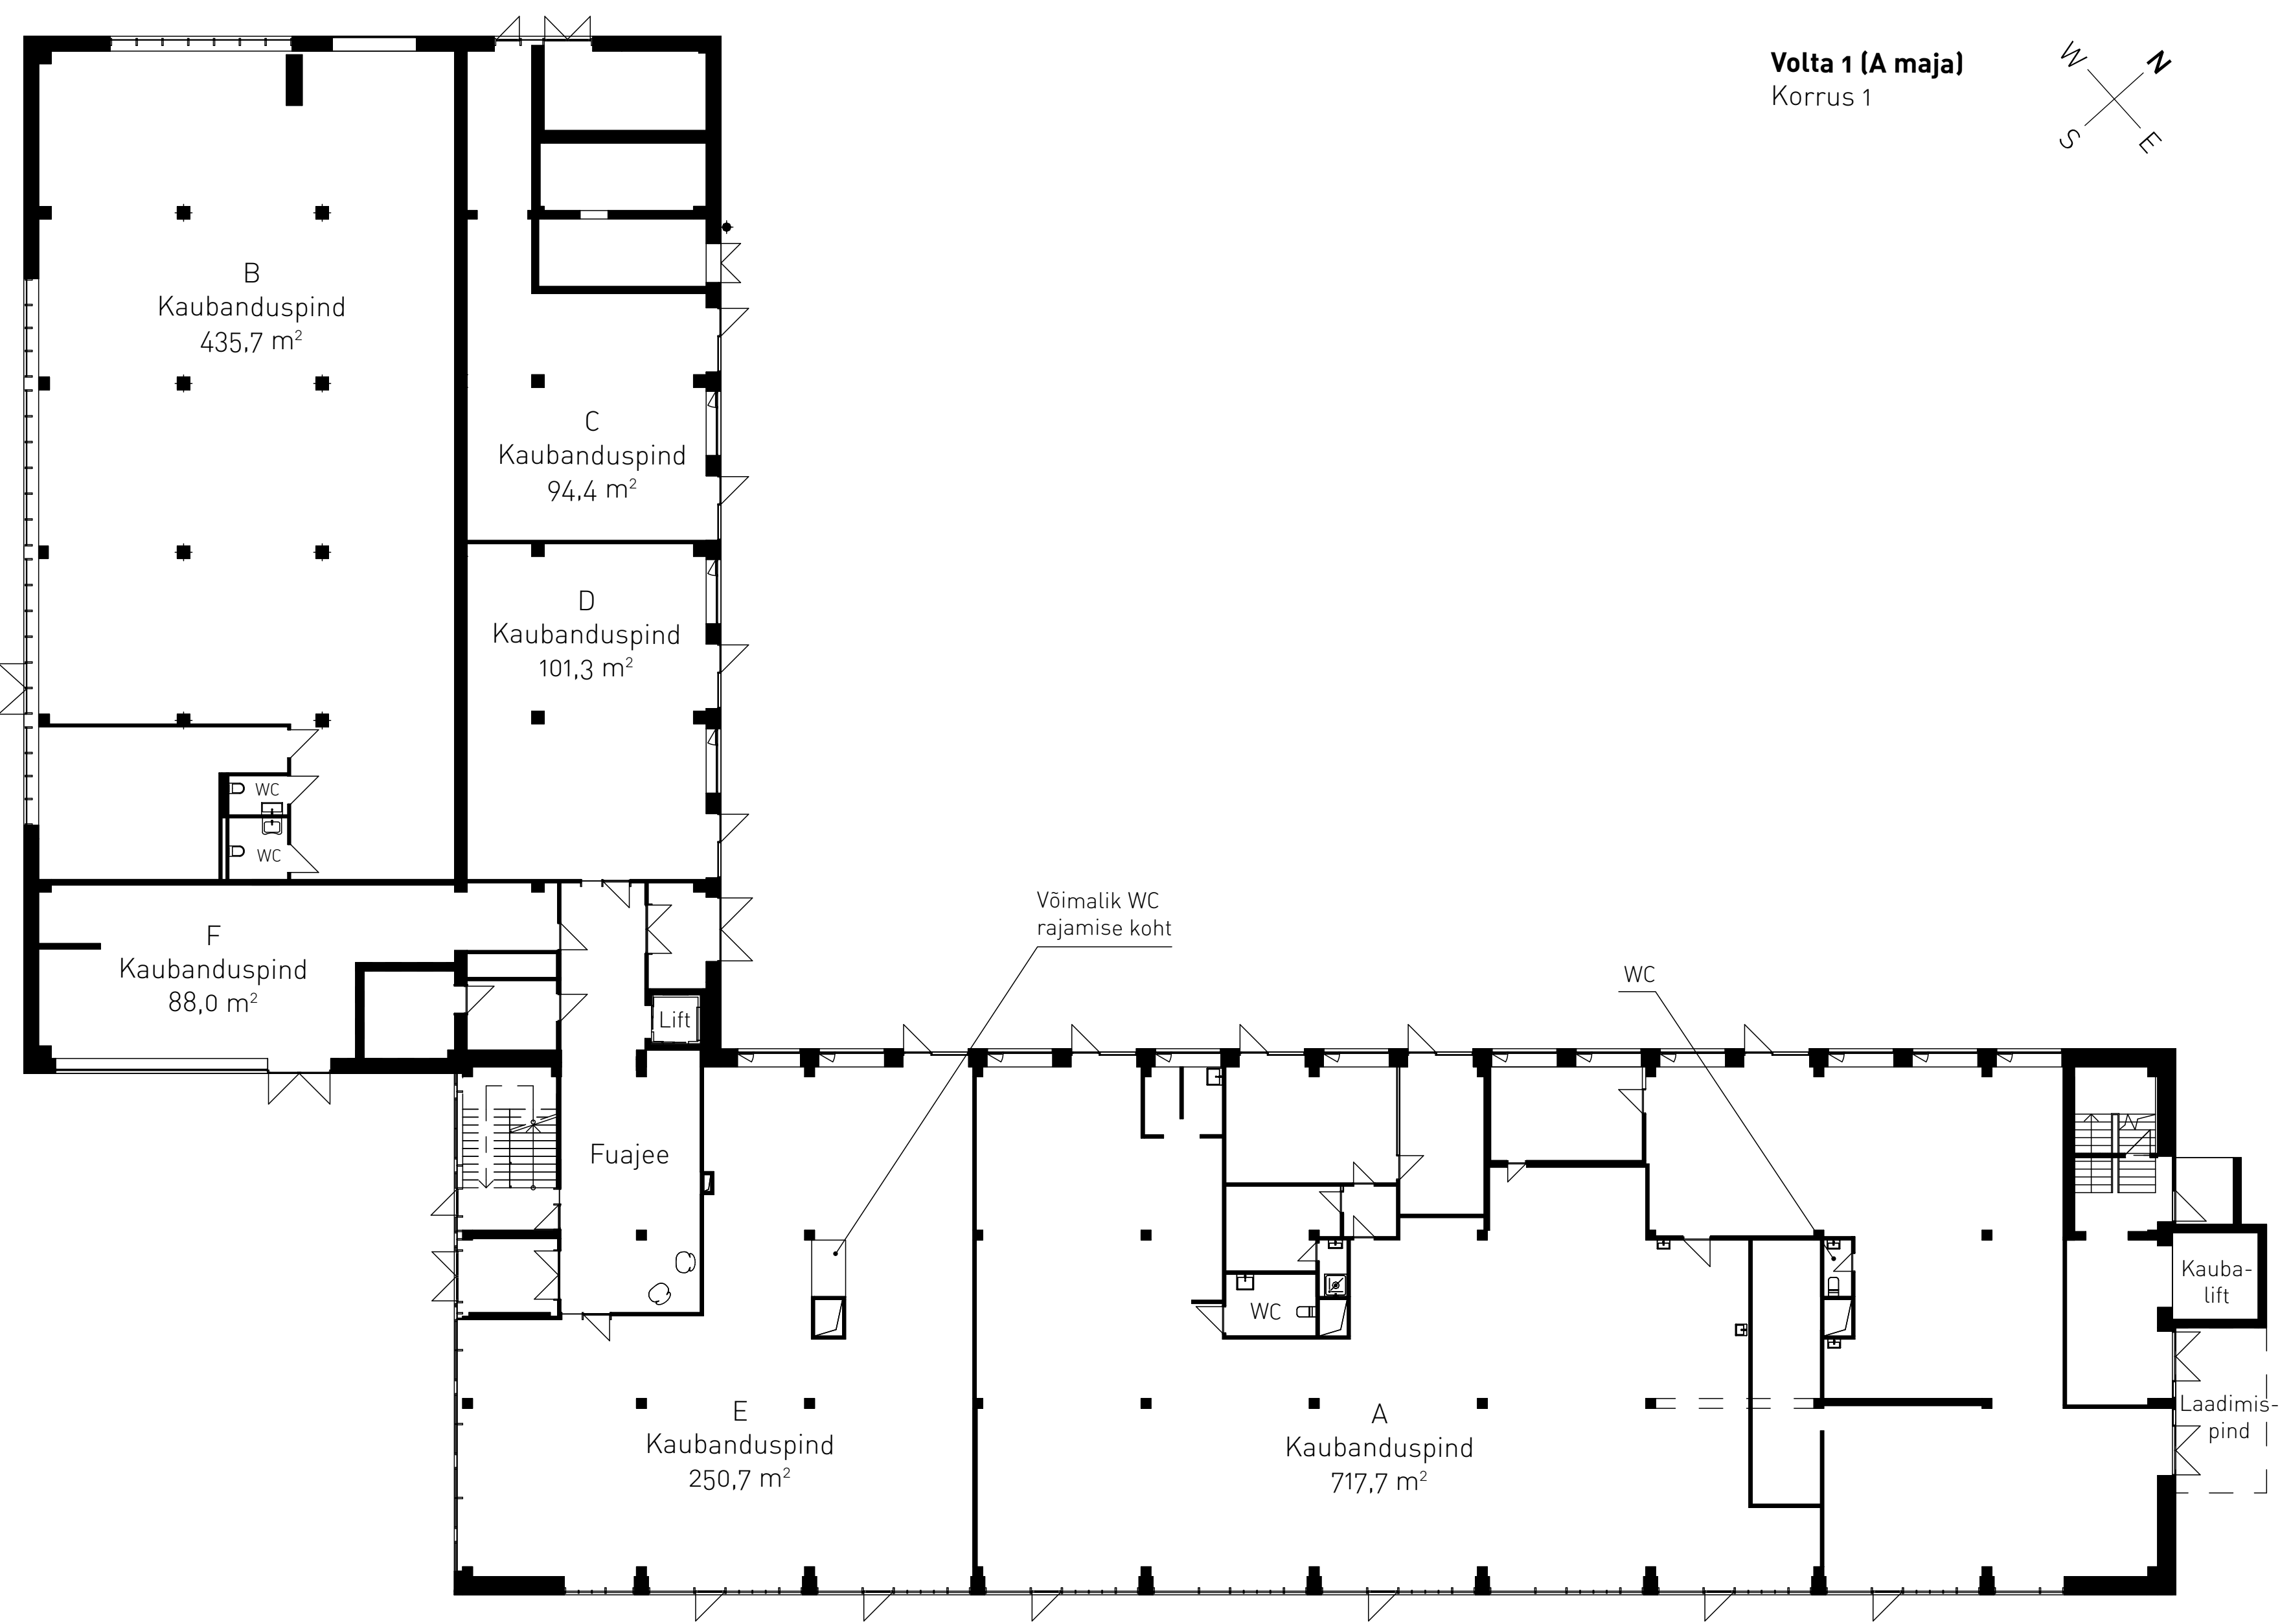 Volta 1 (A maja)
Korrus 1
W
N
S
E
B
Kaubanduspind
435,7 m²
C
Kaubanduspind
94,4 m²
D
Kaubanduspind
101,3 m²
WC
WC
F
Kaubanduspind
88,0 m²
Lift
Võimalik WC
rajamise koht
WC
Fuajee
WC
Kauba-
lift
Laadimis-
pind
E
Kaubanduspind
250,7 m²
A
Kaubanduspind
717,7 m²